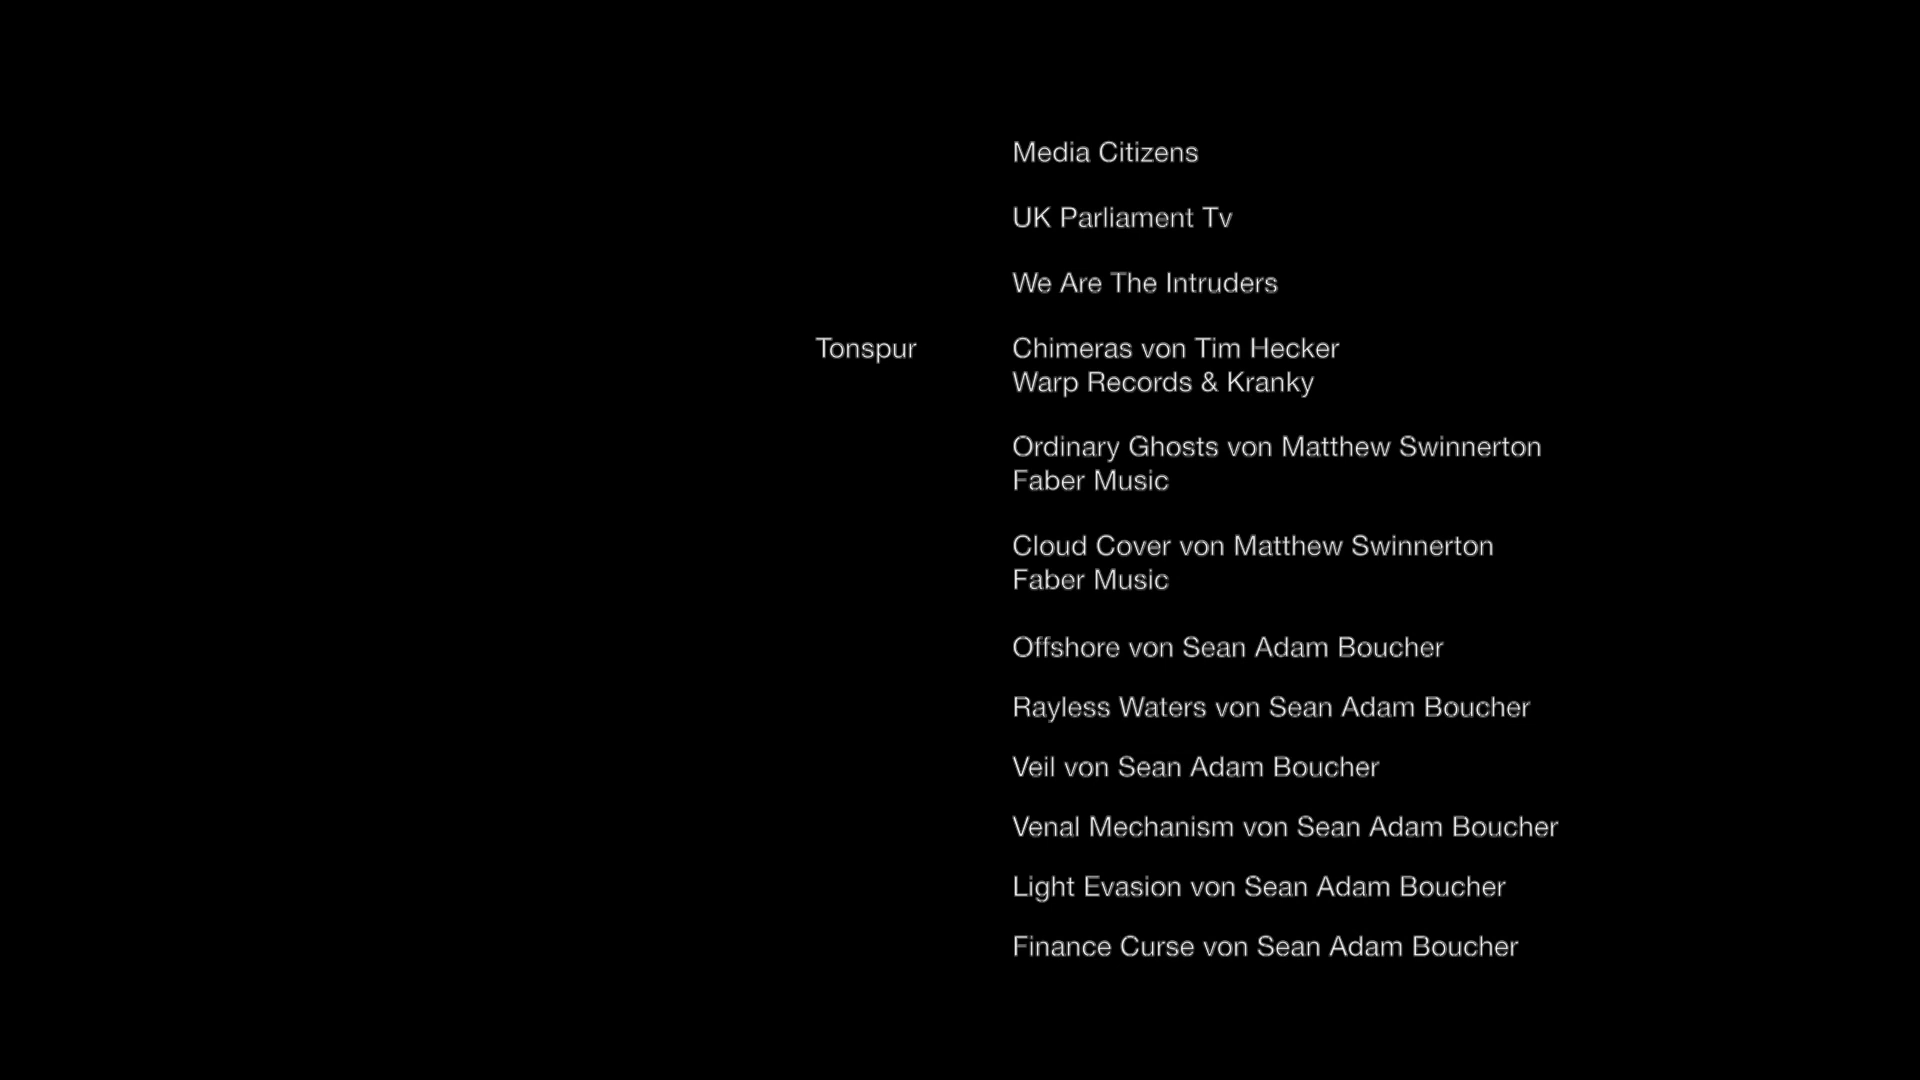 Media Citizens
UK Parliament Tv
We Are The Intruders
Tonspur Chimeras von Tim Hecker
Warp Records & Kranky
Ordinary Ghosts von Matthew Swinnerton
Faber Music
Cloud Cover von Matthew Swinnerton
Faber Music
Offshore von Sean Adam Boucher
Rayless Waters von Sean Adam Boucher
Veil von Sean Adam Boucher
Venal Mechanism von Sean Adam Boucher
Light Evasion von Sean Adam Boucher
Finance Curse von Sean Adam Boucher